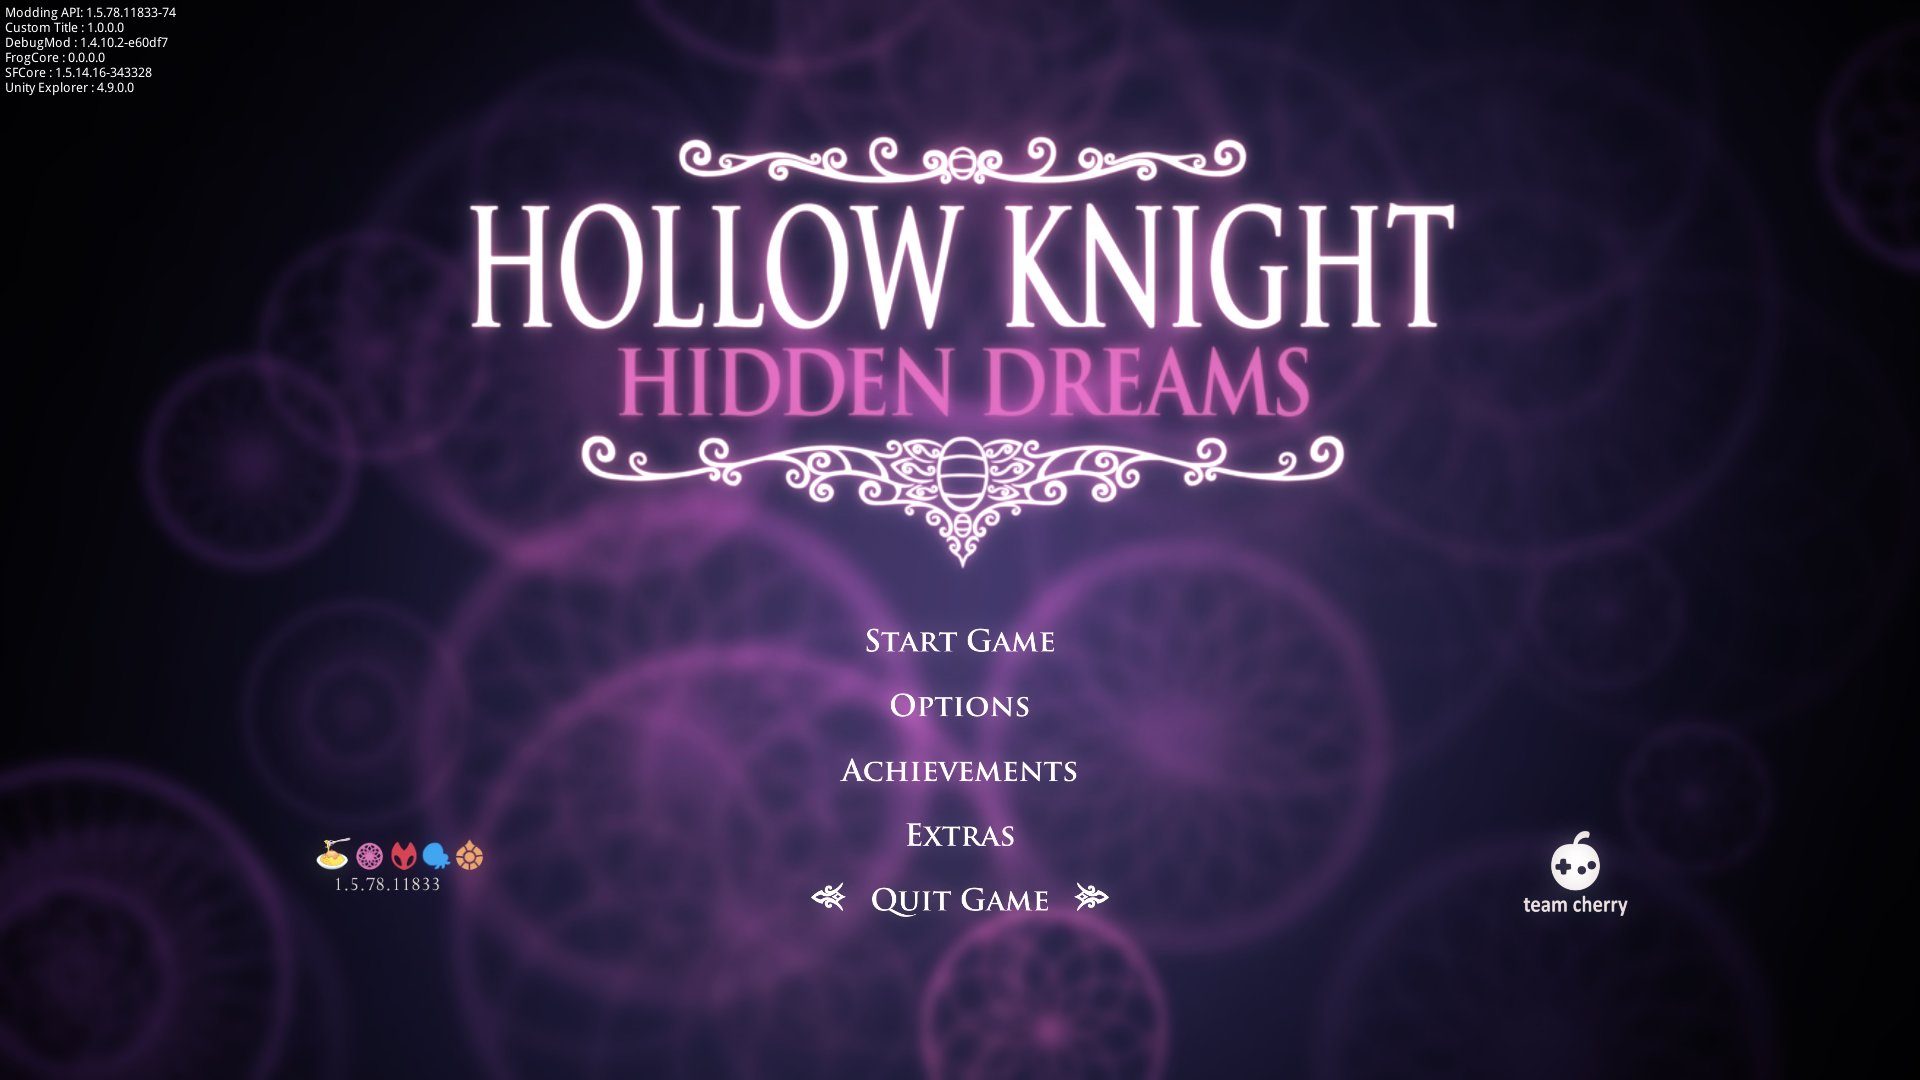 Modding API: 1.5.78.11833-74
Custom Title : 1.0.0.0
DebugMod : 1.4.10.2-e60df7
FrogCore : 0.0.0.0
SFCore : 1.5.14.16-343328
Unity Explorer : 4.9.0.0
HOLLOW KNIGHT
HIDDEN DREAMS
START GAME
OPTIONS
ACHIEVEMENTS
EXTRAS
QUIT GAME
1.5.78.11833
team cherry